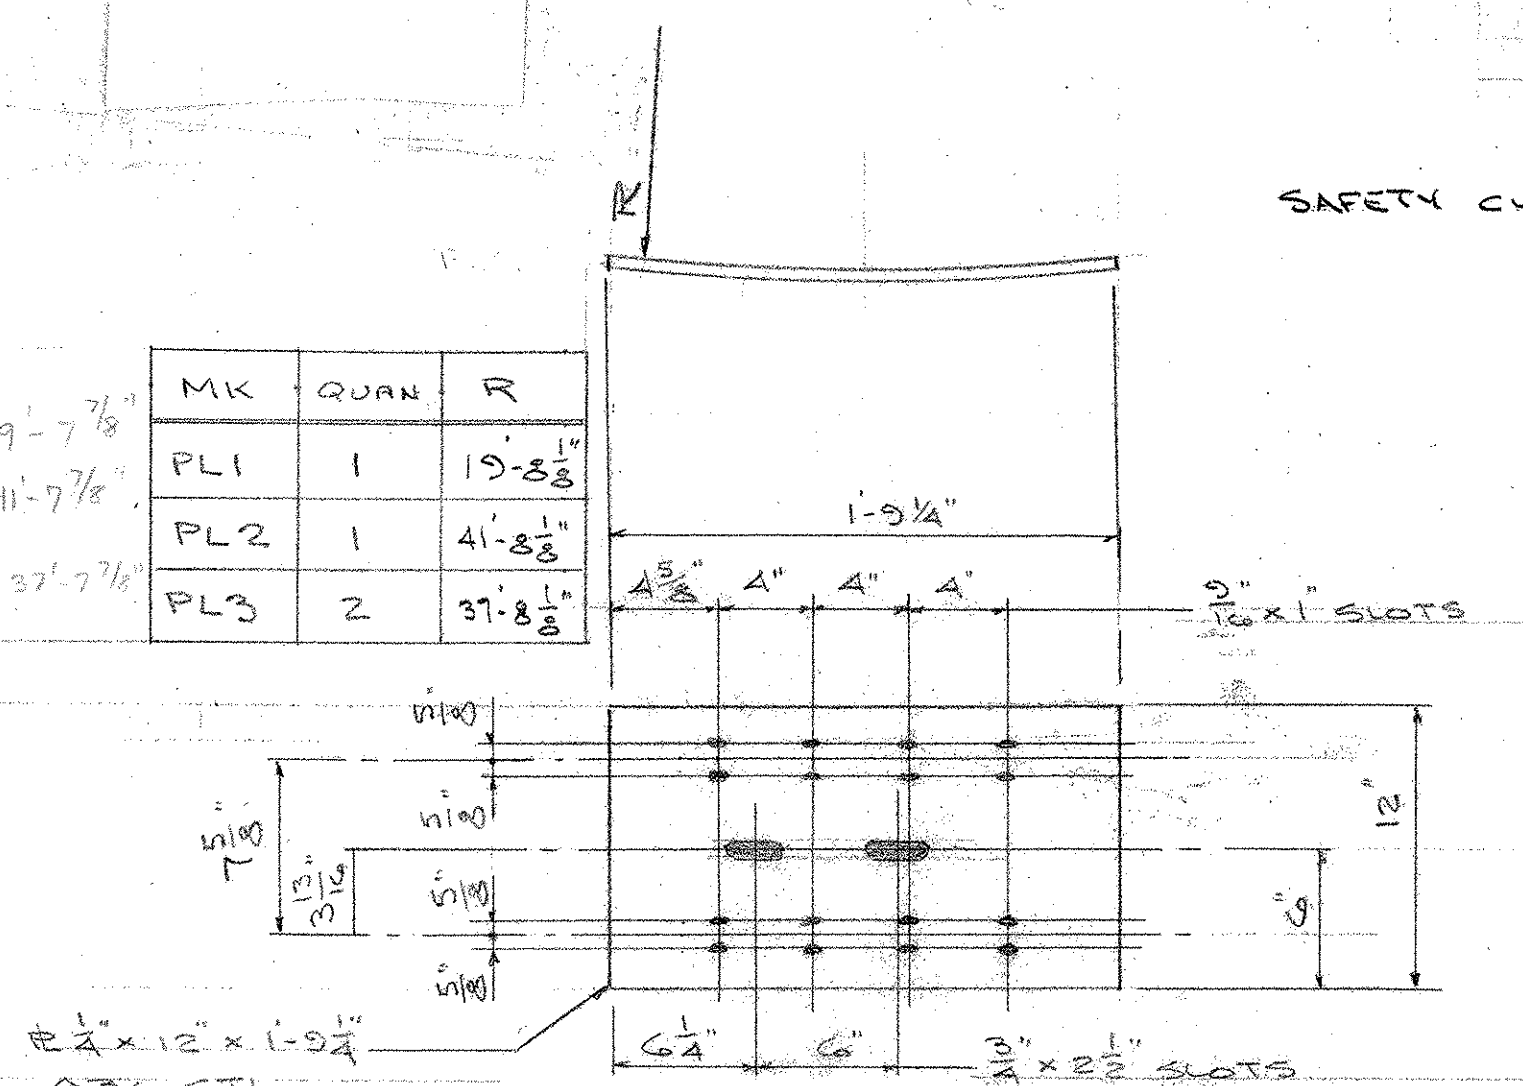 R
SAFETY
MK QUAN R
PL1 1 19'-8 1/8"
PL2 1 41'-8 1/8"
PL3 2 37'-8 1/8"
9'-7 7/8"
11'-7 7/8"
37'-7 7/8"
1'-9 1/4"
4 5/8" 4" 4" 4"
9/16" x 1" SLOTS
5/8"
5/8"
7 5/8"
3 13/16"
5/8"
5/8"
12"
6"
1/4" x 12" x 1'-9 1/4"
6 1/4" 6"
3/4" x 2 1/2" SLOTS